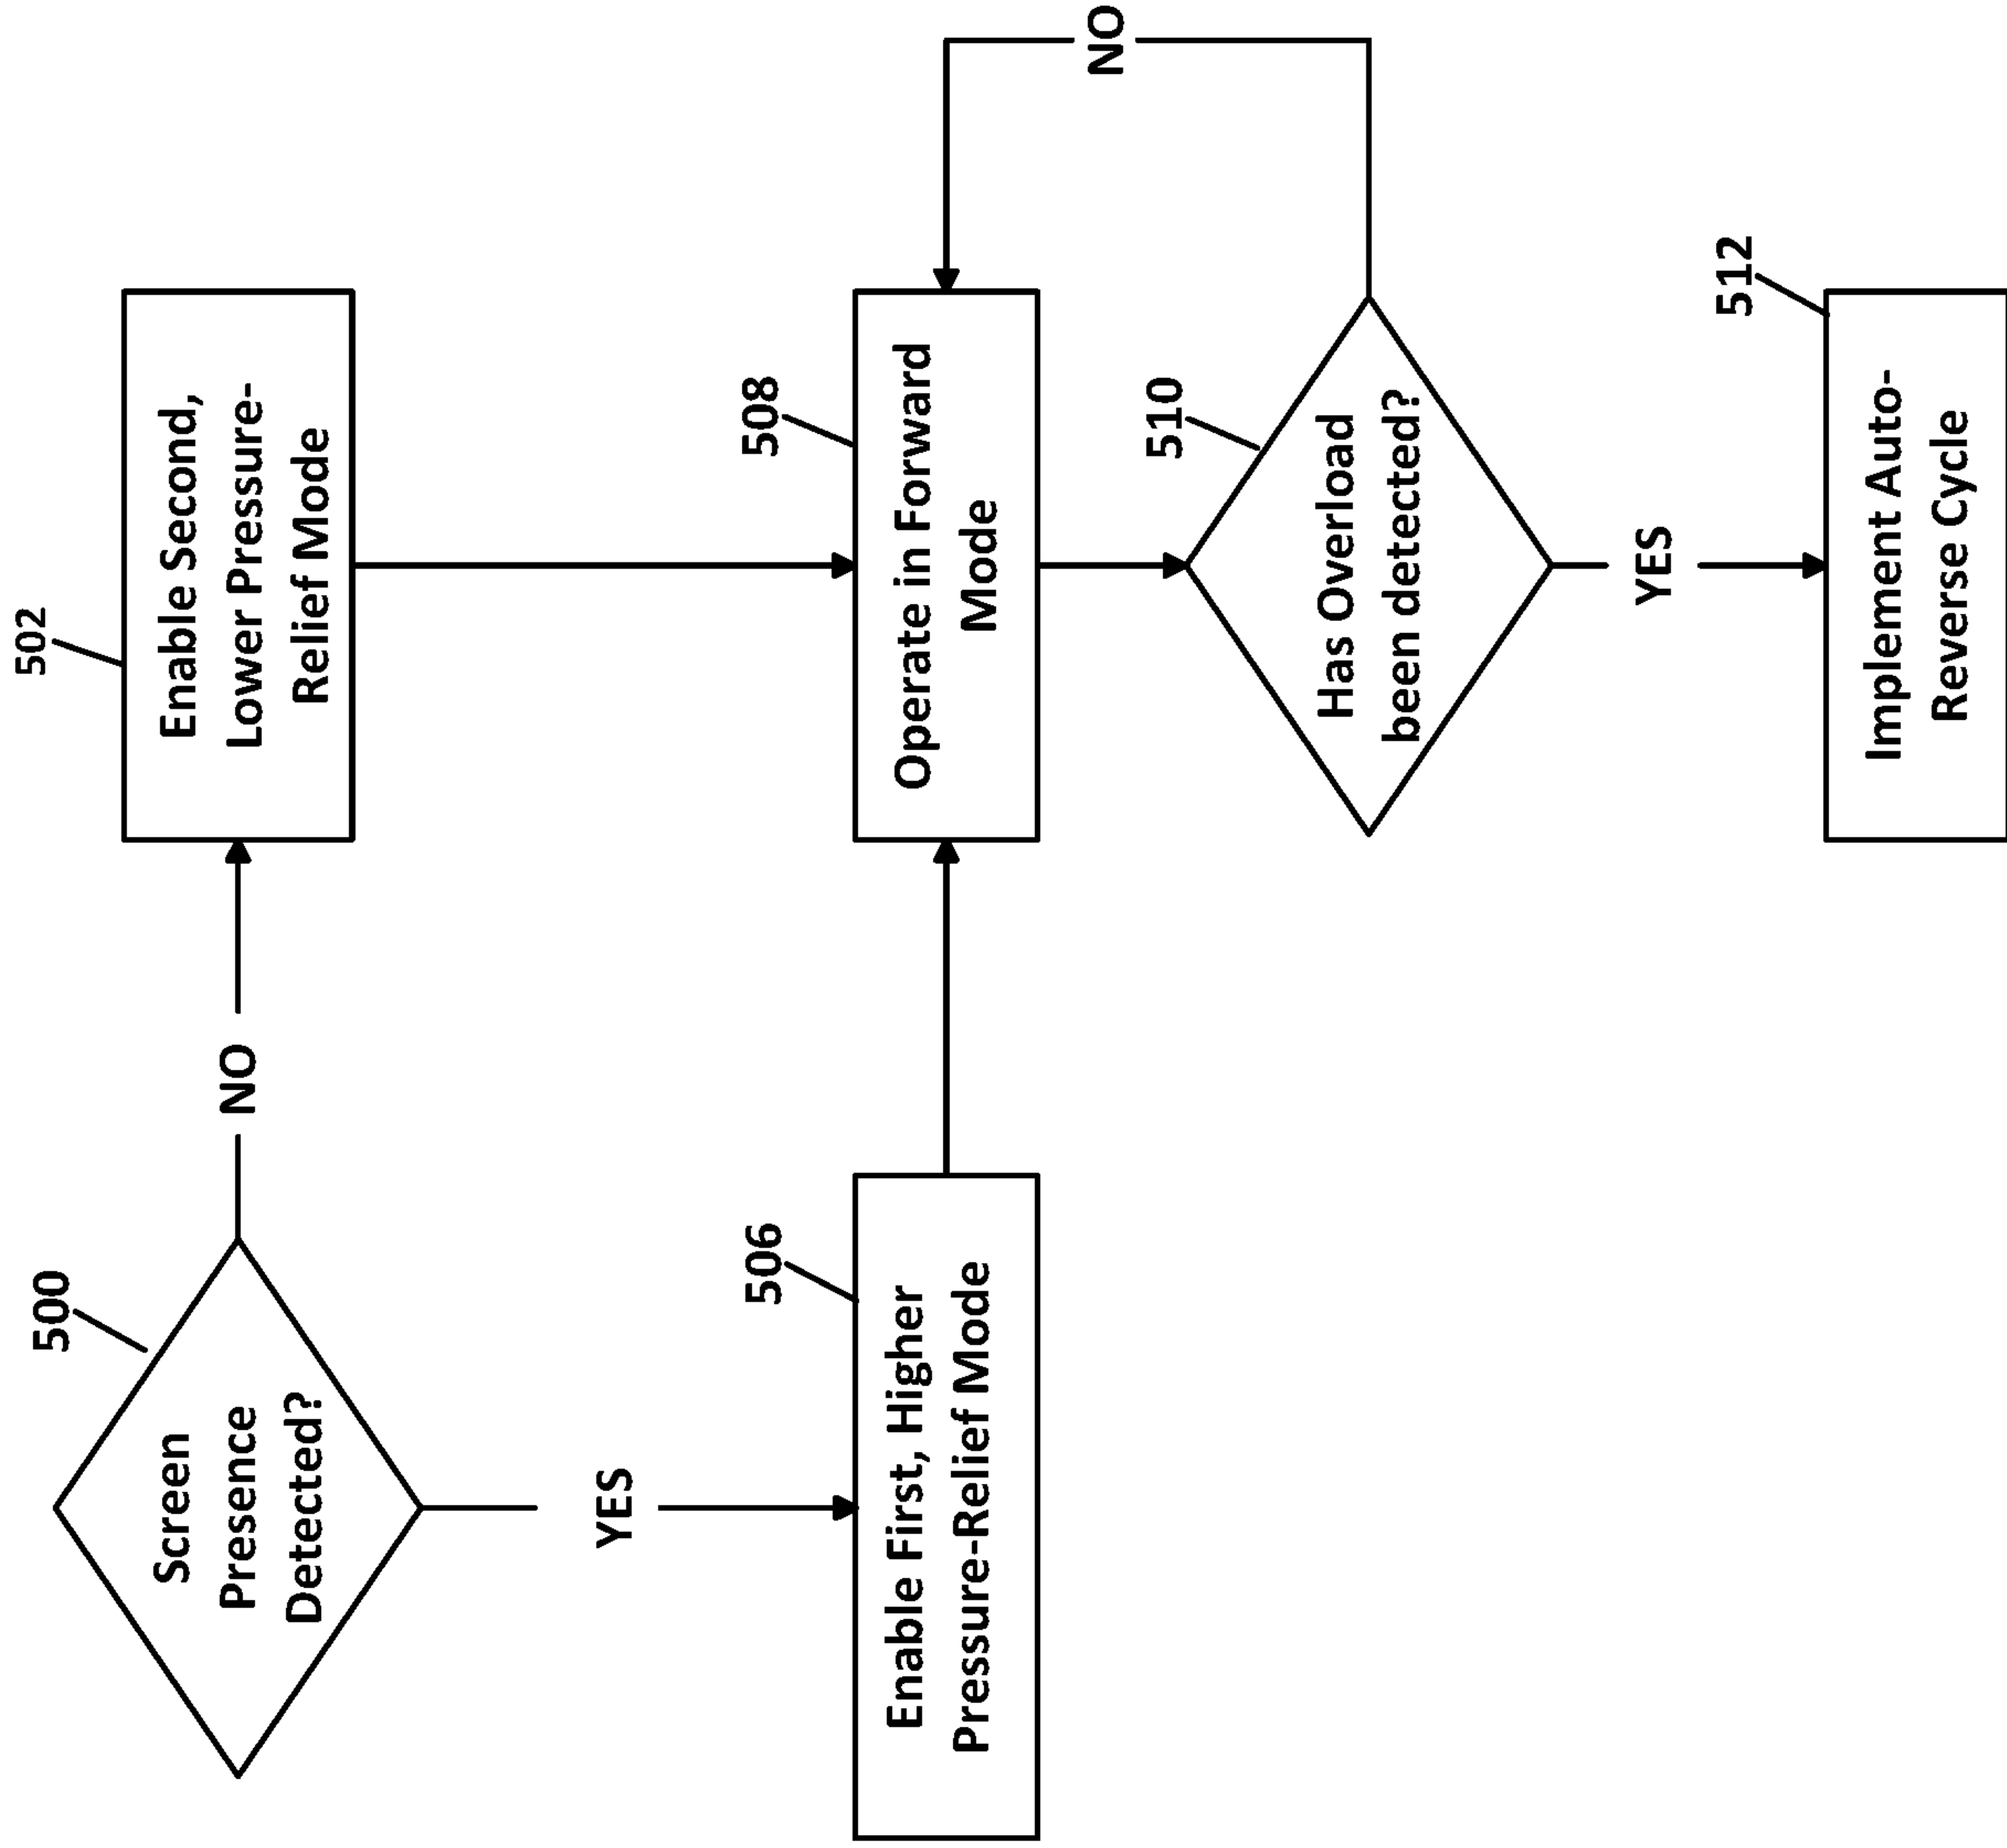 500
Screen
Presence
Detected?
NO
502
Enable Second,
Lower Pressure-
Relief Mode
YES
506
Enable First, Higher
Pressure-Relief Mode
508
Operate in Forward
Mode
510
Has Overload
been detected?
NO
YES
512
Implement Auto-
Reverse Cycle